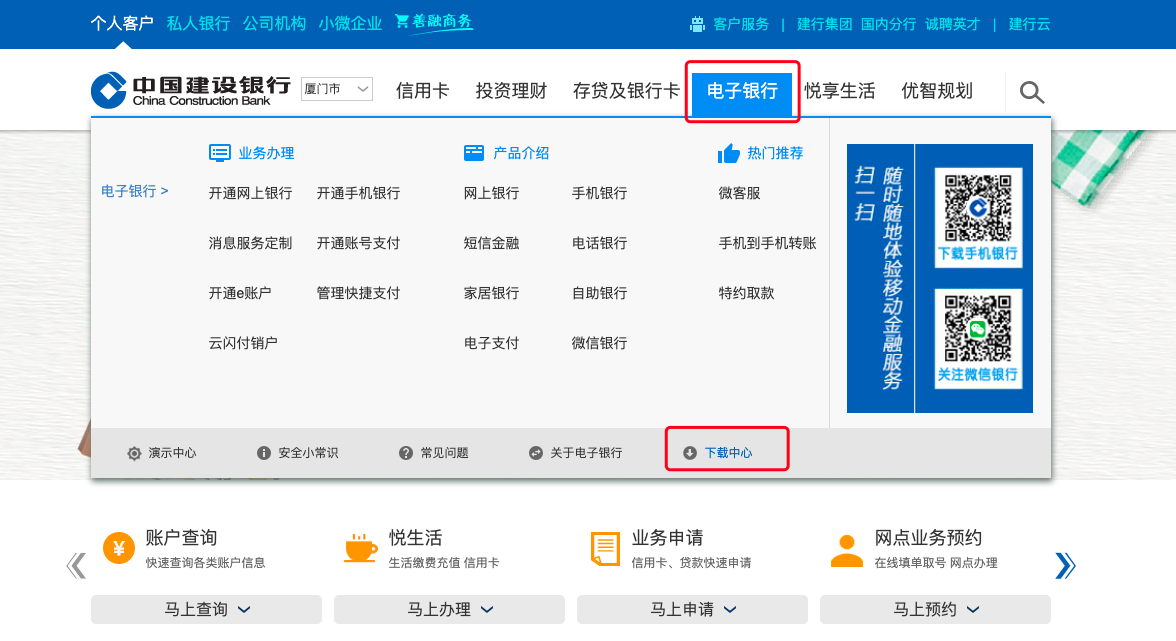 个人客户 私人银行 公司机构 小微企业 善融商务 客户服务 | 建行集团 国内分行 诚聘英才 | 建行云
中国建设银行
China Construction Bank
厦门市
信用卡 投资理财 存贷及银行卡 电子银行 悦享生活 优智规划
业务办理 产品介绍 热门推荐
电子银行 >
开通网上银行 开通手机银行 网上银行 手机银行 微客服
消息服务定制 开通账号支付 短信金融 电话银行 手机到手机转账
开通e账户 管理快捷支付 家居银行 自助银行 特约取款
云闪付销户 电子支付 微信银行
扫一扫
随时随地体验移动金融服务
下载手机银行
关注微信银行
演示中心 安全小常识 常见问题 关于电子银行 下载中心
账户查询 悦生活 业务申请 网点业务预约
快速查询各类账户信息 生活缴费充值 信用卡 信用卡、贷款快速申请 在线填单取号 网点办理
马上查询 马上办理 马上申请 马上预约